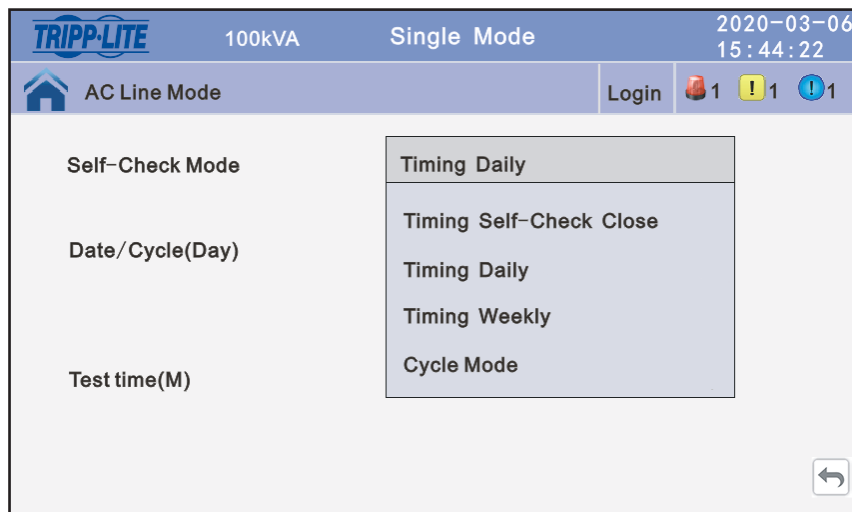 TRIPP·LITE 100kVA Single Mode 2020-03-06
15:44:22
AC Line Mode Login 1 ! 1 ! 1
Self-Check Mode Timing Daily
Timing Self-Check Close
Date/Cycle(Day)
Timing Daily
Timing Weekly
Cycle Mode
Test time(M)